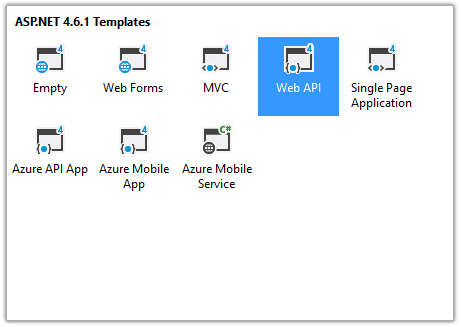 ASP.NET 4.6.1 Templates
4 4 4 4 4
Empty Web Forms MVC Web API Single Page
Application
4 4 C#
Azure API App Azure Mobile Azure Mobile
App Service